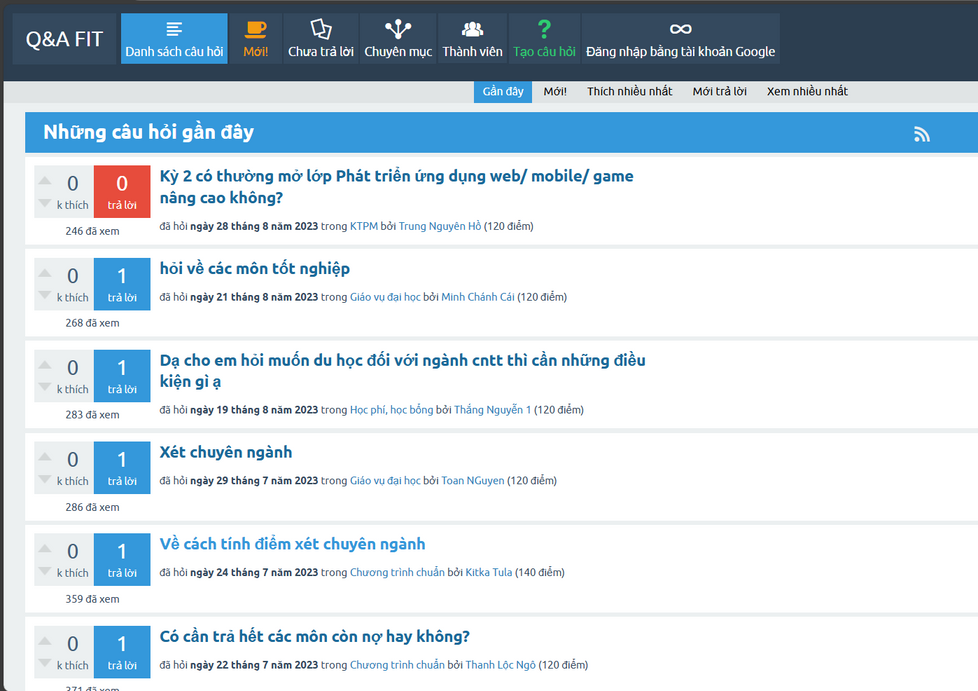 Q&A FIT
Danh sách câu hỏi
Mới!
Chưa trả lời
Chuyên mục
Thành viên
Tạo câu hỏi
Đăng nhập bằng tài khoản Google
Gần đây
Mới!
Thích nhiều nhất
Mới trả lời
Xem nhiều nhất
Những câu hỏi gần đây
0
k thích
0
trả lời
246 đã xem
Kỳ 2 có thường mở lớp Phát triển ứng dụng web/ mobile/ game
nâng cao không?
đã hỏi ngày 28 tháng 8 năm 2023 trong KTPM bởi Trung Nguyên Hồ (120 điểm)
0
k thích
1
trả lời
268 đã xem
hỏi về các môn tốt nghiệp
đã hỏi ngày 21 tháng 8 năm 2023 trong Giáo vụ đại học bởi Minh Chánh Cái (120 điểm)
0
k thích
1
trả lời
283 đã xem
Dạ cho em hỏi muốn du học đối với ngành cntt thì cần những điều
kiện gì ạ
đã hỏi ngày 19 tháng 8 năm 2023 trong Học phí, học bổng bởi Thắng Nguyễn 1 (120 điểm)
0
k thích
1
trả lời
286 đã xem
Xét chuyên ngành
đã hỏi ngày 29 tháng 7 năm 2023 trong Giáo vụ đại học bởi Toan NGuyen (120 điểm)
0
k thích
1
trả lời
359 đã xem
Về cách tính điểm xét chuyên ngành
đã hỏi ngày 24 tháng 7 năm 2023 trong Chương trình chuẩn bởi Kitka Tula (140 điểm)
0
k thích
1
trả lời
371 đã xem
Có cần trả hết các môn còn nợ hay không?
đã hỏi ngày 22 tháng 7 năm 2023 trong Chương trình chuẩn bởi Thanh Lộc Ngô (120 điểm)